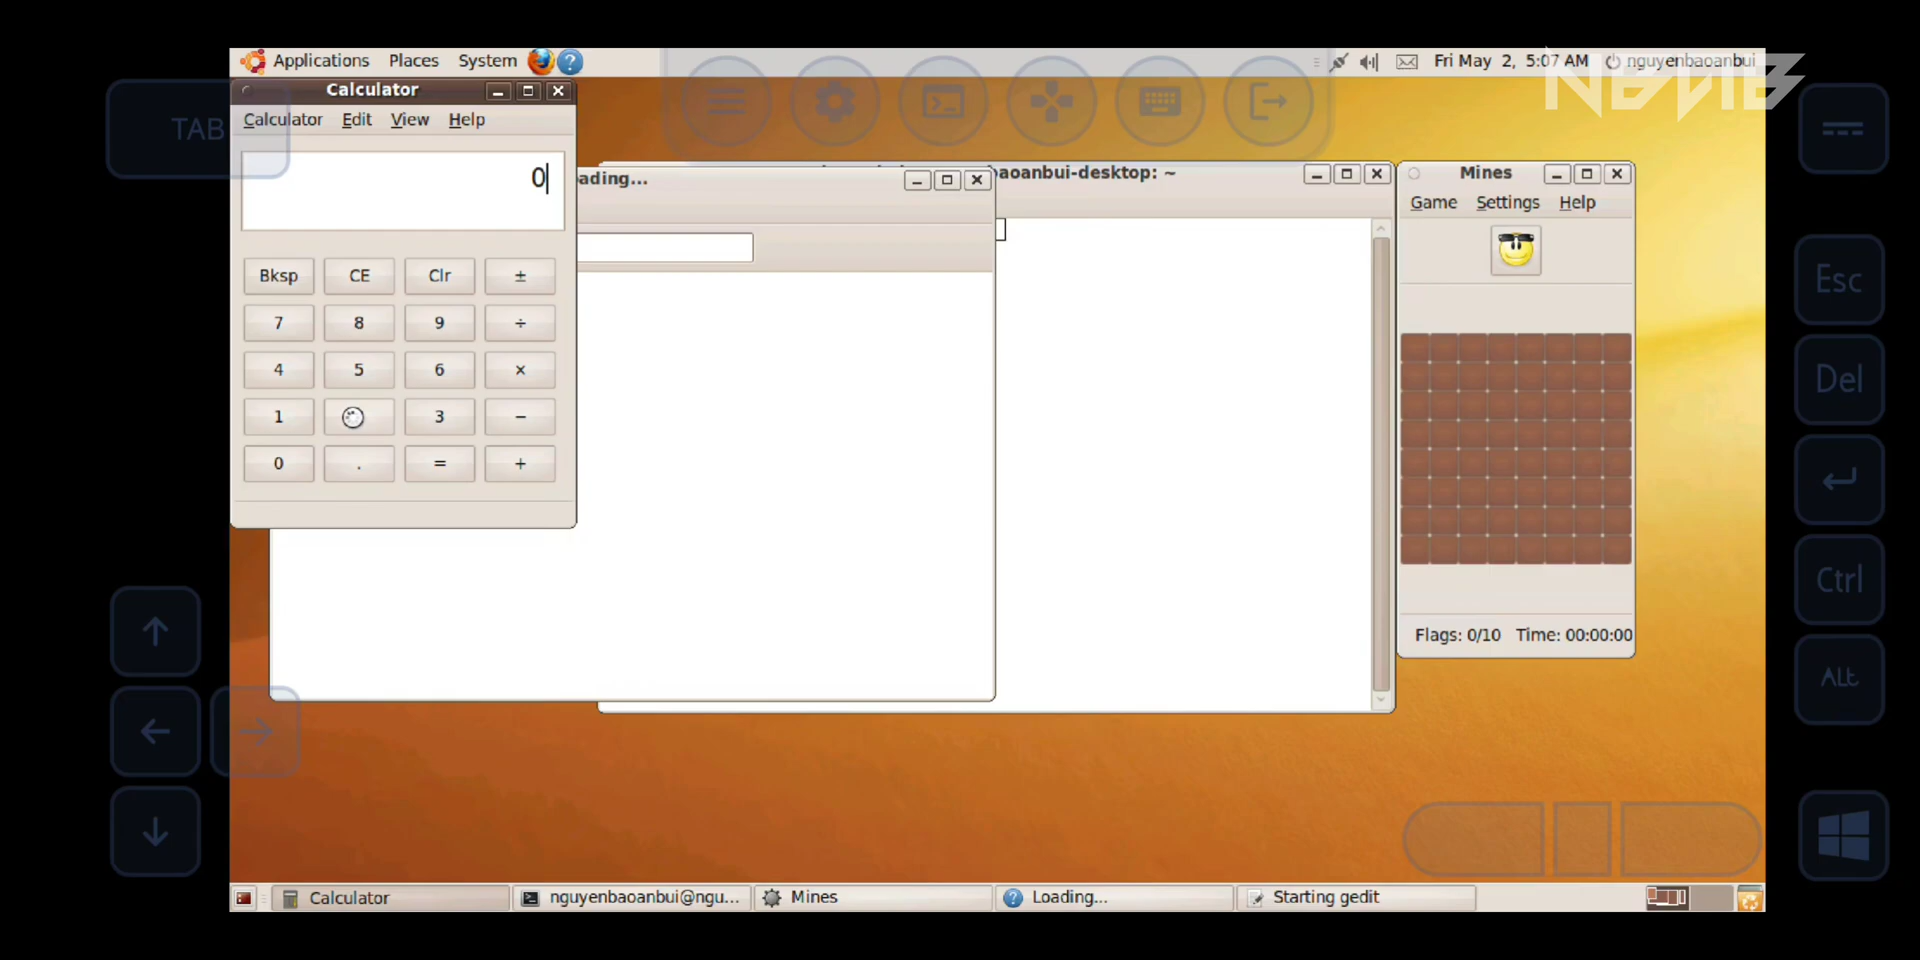 Applications Places System
Fri May 2, 5:07 AM nguyenbaoanbui
NBAB
TAB
Calculator
Calculator Edit View Help
0
Bksp CE Clr ±
7 8 9 ÷
4 5 6 ×
1 3 −
0 . = +
ading...
baoanbui-desktop: ~
Mines
Game Settings Help
Flags: 0/10 Time: 00:00:00
Esc
Del
Ctrl
ALt
Calculator
nguyenbaoanbui@ngu...
Mines
Loading...
Starting gedit